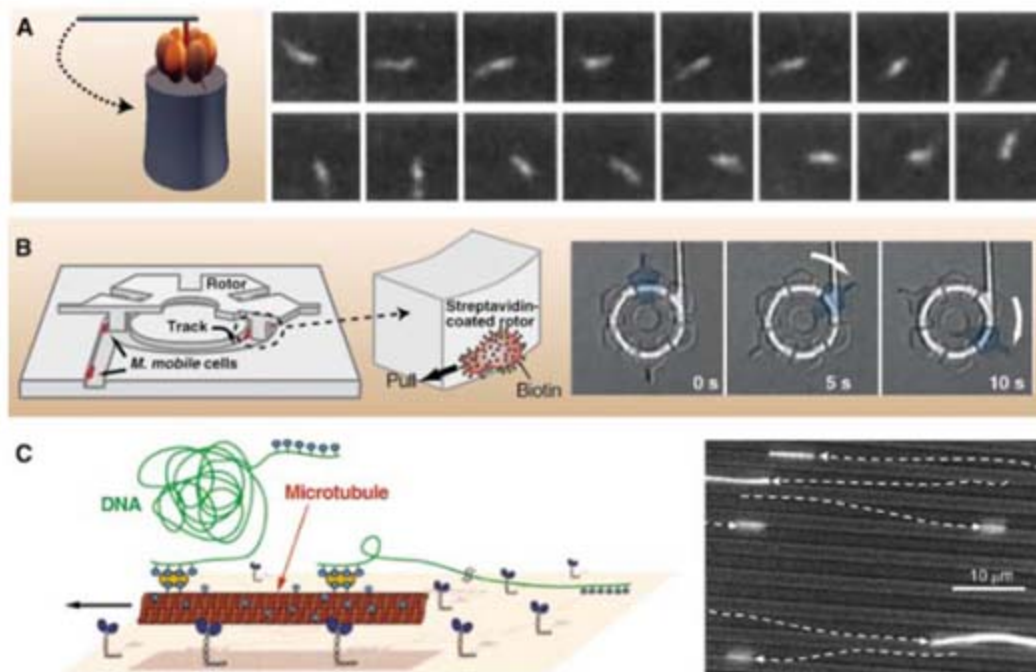 A
B
Rotor
Track
M. mobile cells
Streptavidin-
coated rotor
Pull
Biotin
0 s
5 s
10 s
C
DNA
Microtubule
10 μm